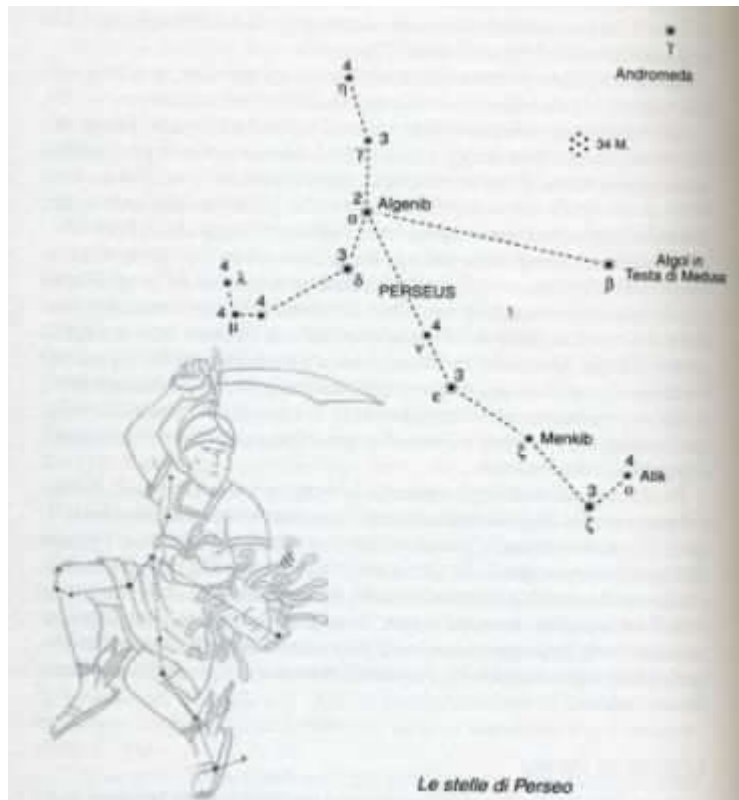 γ
Andromeda
4
η
3
γ
34 M.
2
α
Algenib
3
δ
Algol in
Testa di Medusa
β
4
λ
PERSEUS
4
4
μ
4
ν
3
ε
Menkib
ζ
4
Atik
ο
3
ζ
Le stelle di Perseo